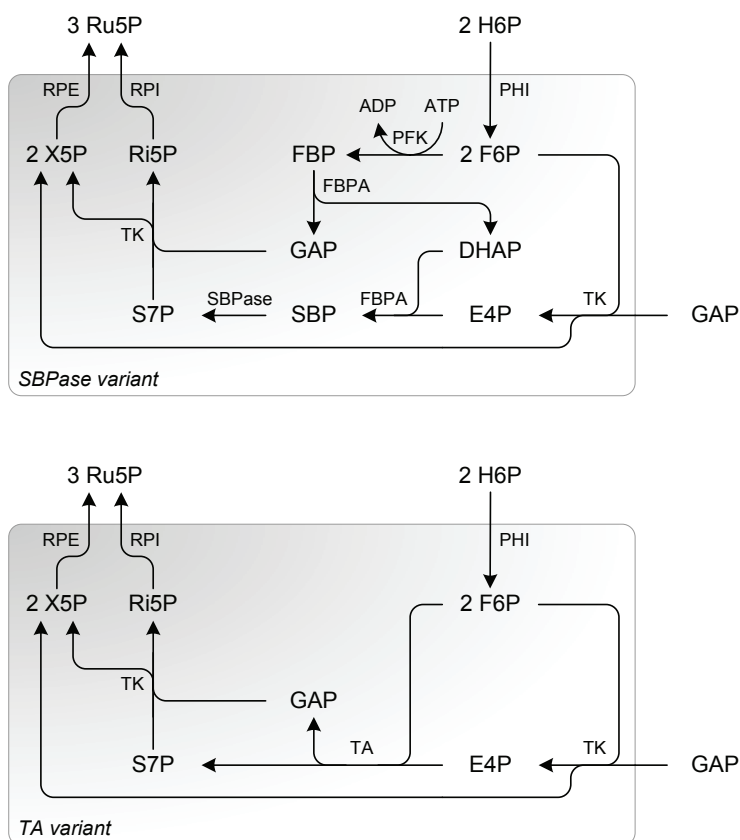 3 Ru5P 2 H6P
RPE RPI PHI
ADP ATP
PFK
2 X5P Ri5P FBP 2 F6P
FBPA
TK GAP DHAP
SBPase FBPA TK
S7P SBP E4P GAP
SBPase variant
3 Ru5P 2 H6P
RPE RPI PHI
2 X5P Ri5P 2 F6P
TK GAP
TA TK
S7P E4P GAP
TA variant